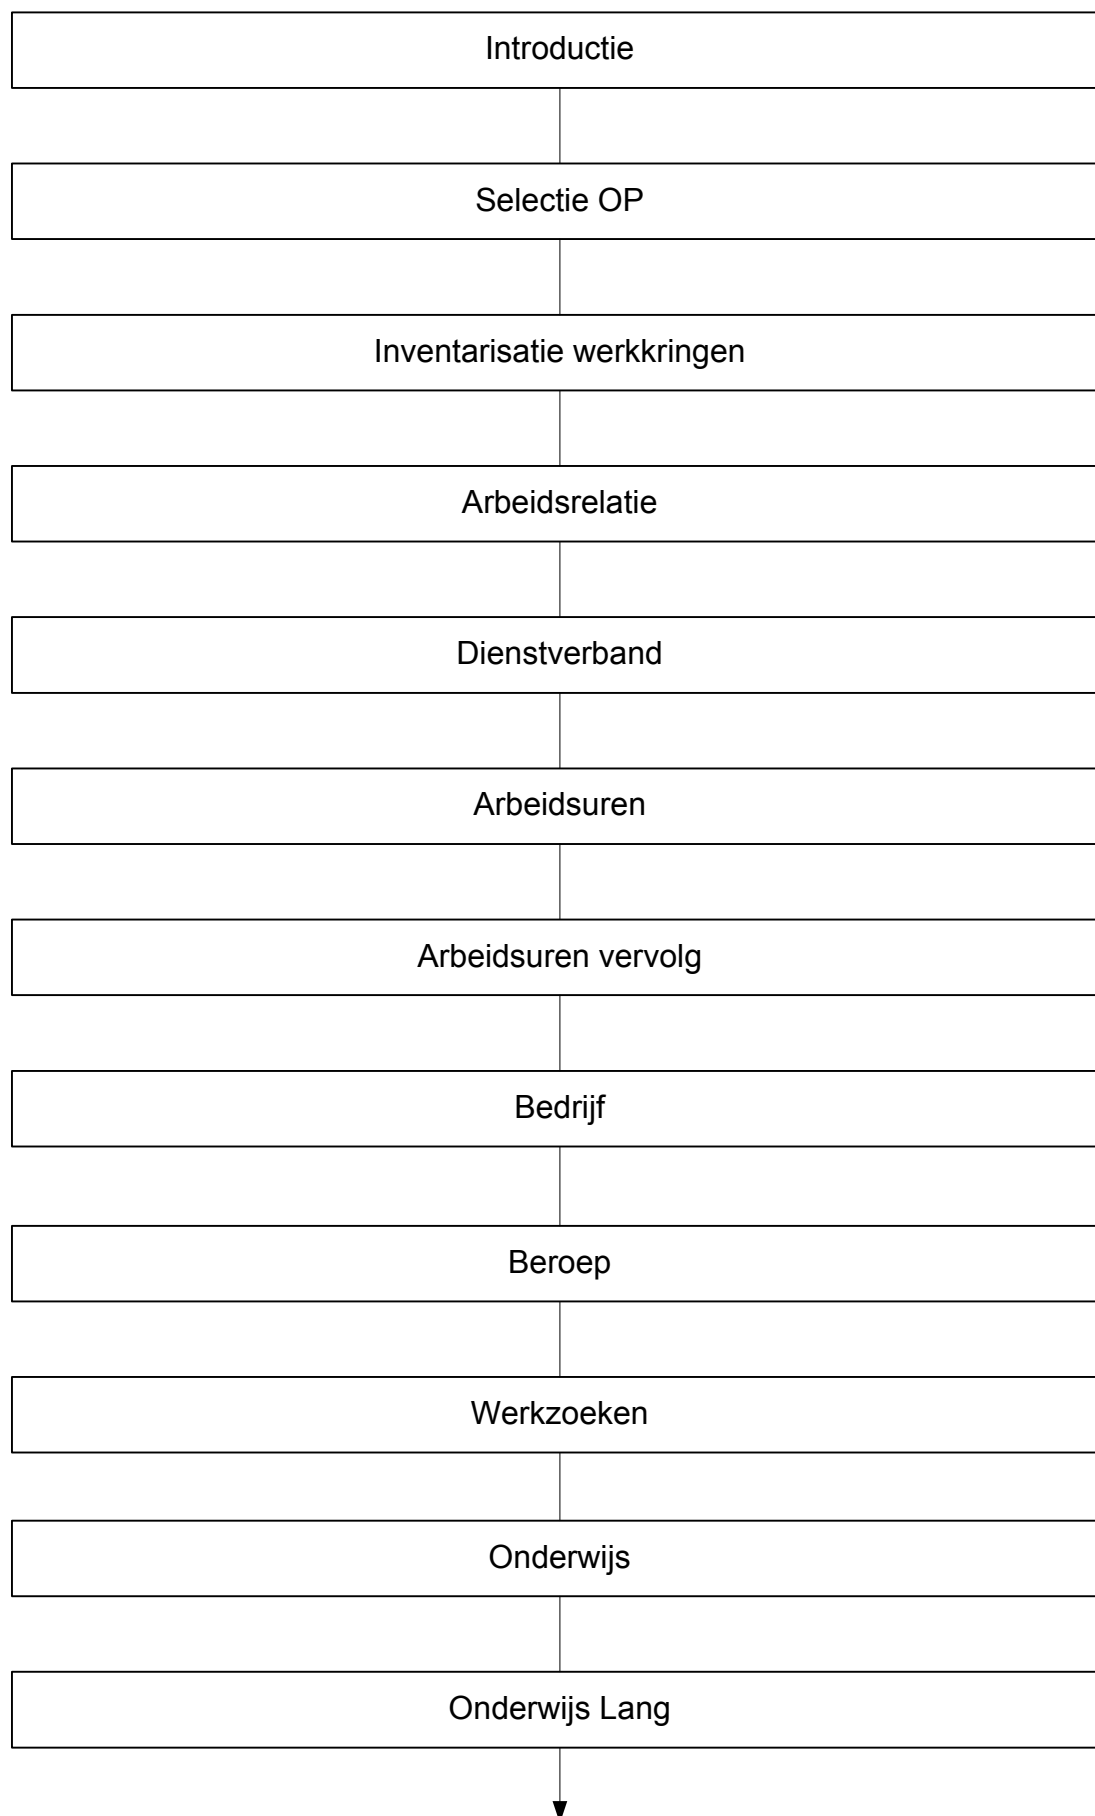 Introductie
Selectie OP
Inventarisatie werkkringen
Arbeidsrelatie
Dienstverband
Arbeidsuren
Arbeidsuren vervolg
Bedrijf
Beroep
Werkzoeken
Onderwijs
Onderwijs Lang